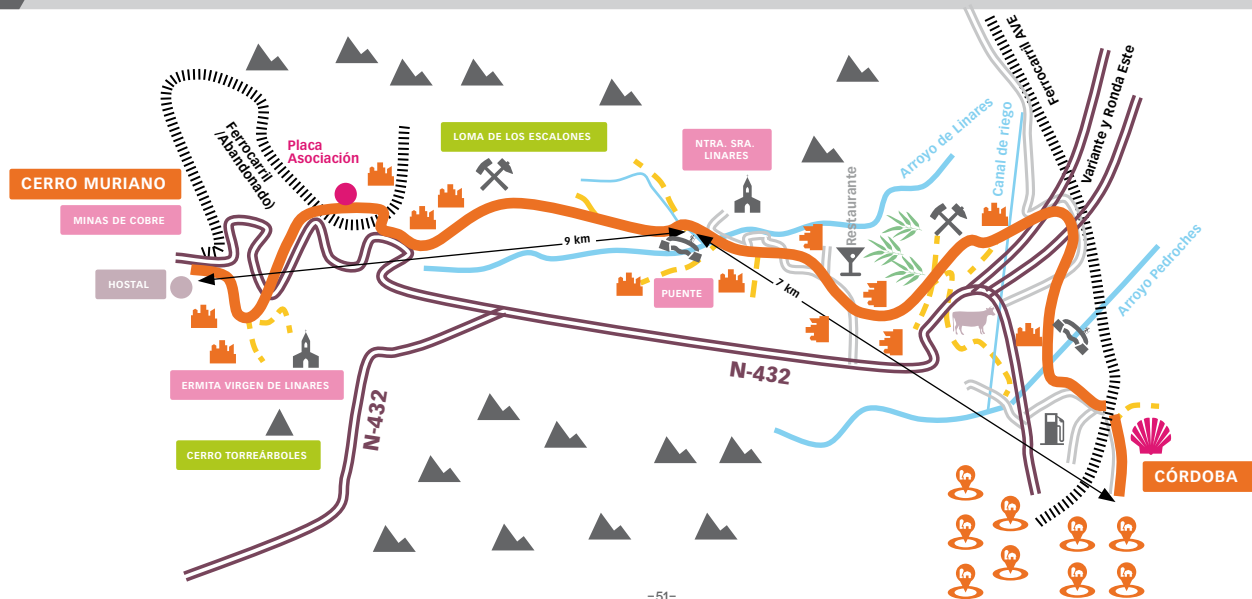 Ferrocarril AVE
Variante y Ronda Este
Canal de riego
Arroyo de Linares
LOMA DE LOS ESCALONES
NTRA. SRA.
LINARES
Ferrocarril
/Abandonado)
Placa
Asociación
CERRO MURIANO
MINAS DE COBRE
Restaurante
9 km
HOSTAL
PUENTE
7 km
Arroyo Pedroches
N-432
ERMITA VIRGEN DE LINARES
N-432
CERRO TORREÁRBOLES
CÓRDOBA
–51–